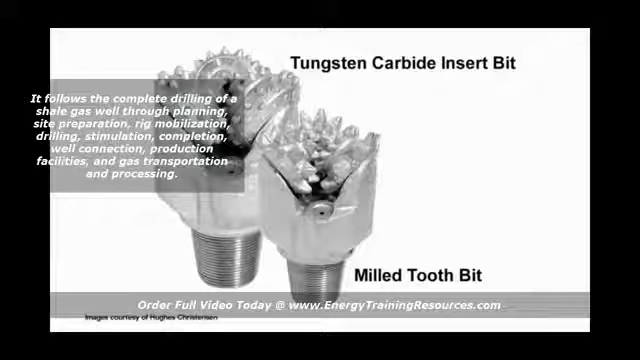 Tungsten Carbide Insert Bit
It follows the complete drilling of a
shale gas well through planning,
site preparation, rig mobilization,
drilling, stimulation, completion,
well connection, production
facilities, and gas transportation
and processing.
Milled Tooth Bit
Order Full Video Today @ www.EnergyTrainingResources.com
Images courtesy of Hughes Christensen